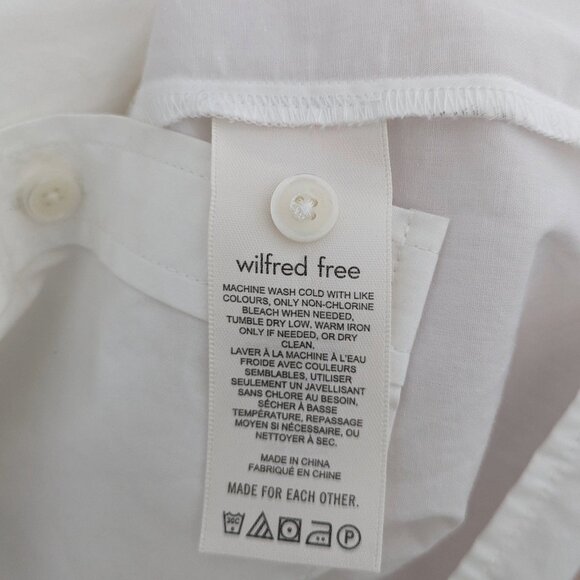 wilfred free
MACHINE WASH COLD WITH LIKE
COLOURS, ONLY NON-CHLORINE
BLEACH WHEN NEEDED,
TUMBLE DRY LOW, WARM IRON
ONLY IF NEEDED, OR DRY
CLEAN.
LAVER À LA MACHINE À L'EAU
FROIDE AVEC COULEURS
SEMBLABLES, UTILISER
SEULEMENT UN JAVELLISANT
SANS CHLORE AU BESOIN,
SÉCHER À BASSE
TEMPÉRATURE, REPASSAGE
MOYEN SI NÉCESSAIRE, OU
NETTOYER À SEC.
MADE IN CHINA
FABRIQUÉ EN CHINE
MADE FOR EACH OTHER.
30C P